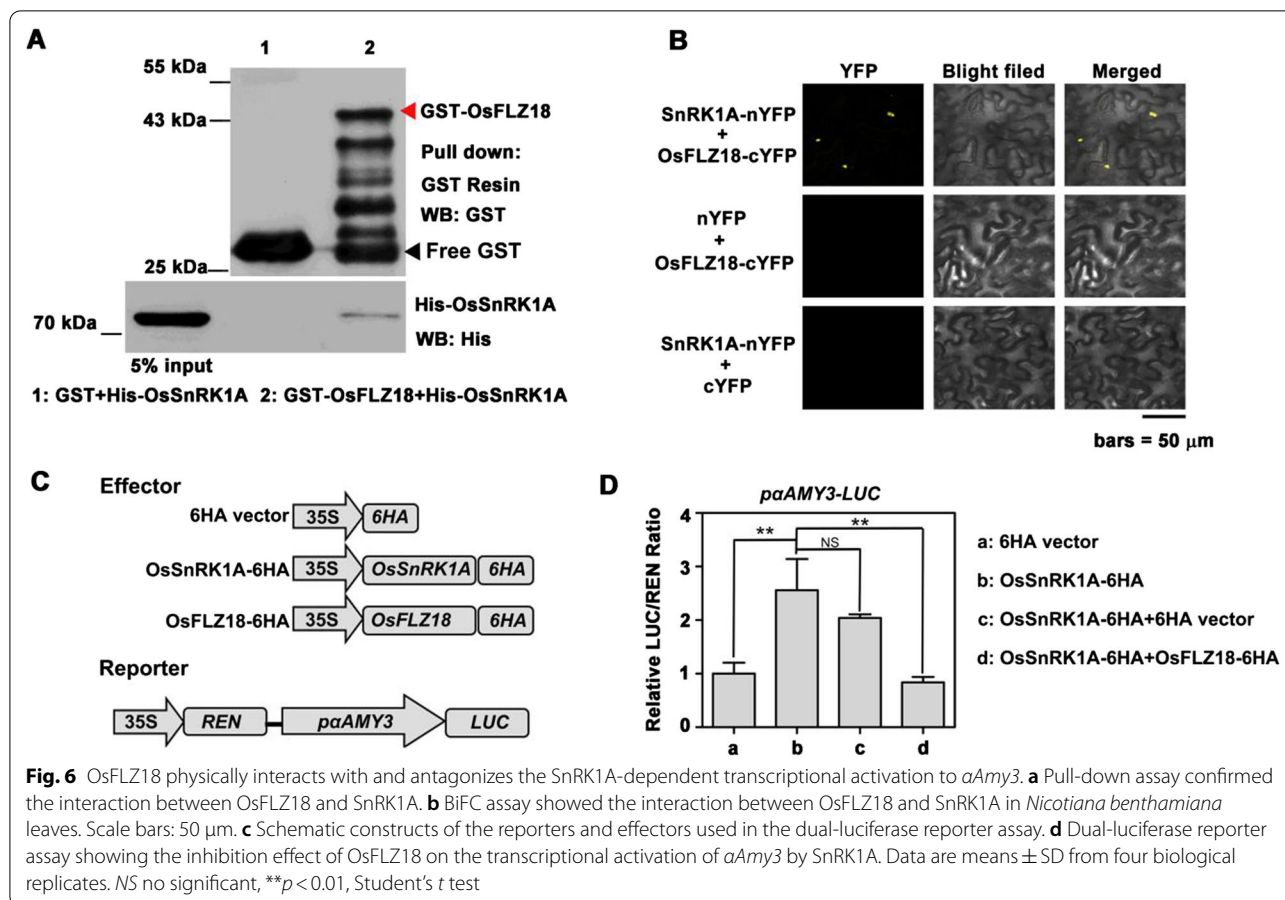 A
1 2
55 kDa
43 kDa
GST-OsFLZ18
Pull down:
GST Resin
WB: GST
Free GST
25 kDa
His-OsSnRK1A
70 kDa
WB: His
5% input
1: GST+His-OsSnRK1A 2: GST-OsFLZ18+His-OsSnRK1A
B
YFP Blight filed Merged
SnRK1A-nYFP
+
OsFLZ18-cYFP
nYFP
+
OsFLZ18-cYFP
SnRK1A-nYFP
+
cYFP
bars = 50 μm
C
Effector
6HA vector 35S 6HA
OsSnRK1A-6HA 35S OsSnRK1A 6HA
OsFLZ18-6HA 35S OsFLZ18 6HA
Reporter
35S REN pαAMY3 LUC
D
pαAMY3-LUC
Relative LUC/REN Ratio
4
3
2
1
0
** NS **
a b c d
a: 6HA vector
b: OsSnRK1A-6HA
c: OsSnRK1A-6HA+6HA vector
d: OsSnRK1A-6HA+OsFLZ18-6HA
Fig. 6 OsFLZ18 physically interacts with and antagonizes the SnRK1A-dependent transcriptional activation to αAmy3. a Pull-down assay confirmed
the interaction between OsFLZ18 and SnRK1A. b BiFC assay showed the interaction between OsFLZ18 and SnRK1A in Nicotiana benthamiana
leaves. Scale bars: 50 μm. c Schematic constructs of the reporters and effectors used in the dual-luciferase reporter assay. d Dual-luciferase reporter
assay showing the inhibition effect of OsFLZ18 on the transcriptional activation of αAmy3 by SnRK1A. Data are means ± SD from four biological
replicates. NS no significant, **p < 0.01, Student's t test